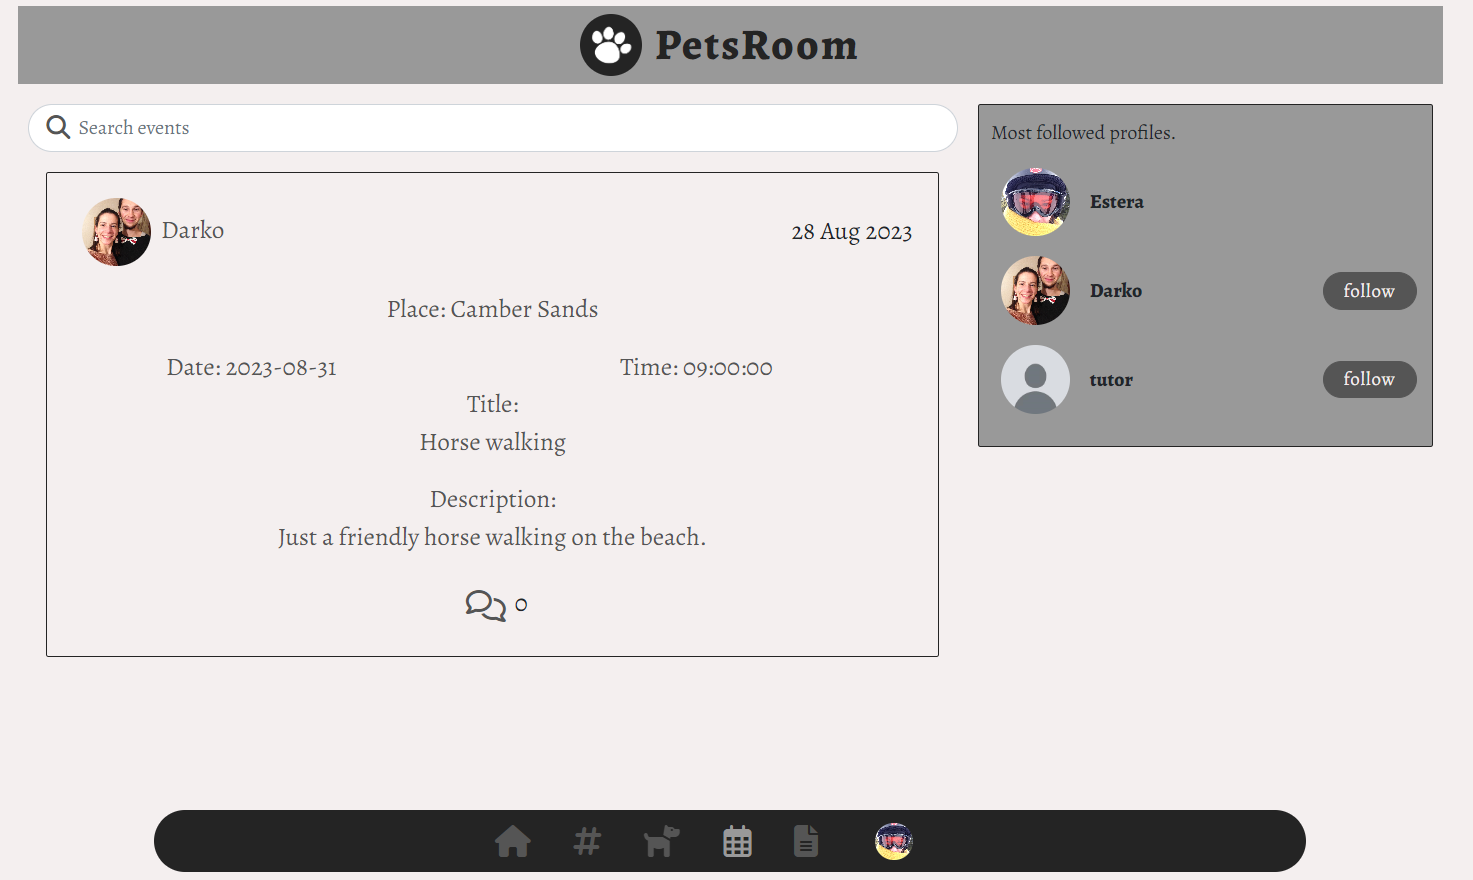 PetsRoom
Search events
Darko
28 Aug 2023
Place: Camber Sands
Date: 2023-08-31
Time: 09:00:00
Title:
Horse walking
Description:
Just a friendly horse walking on the beach.
0
Most followed profiles.
Estera
Darko
follow
tutor
follow